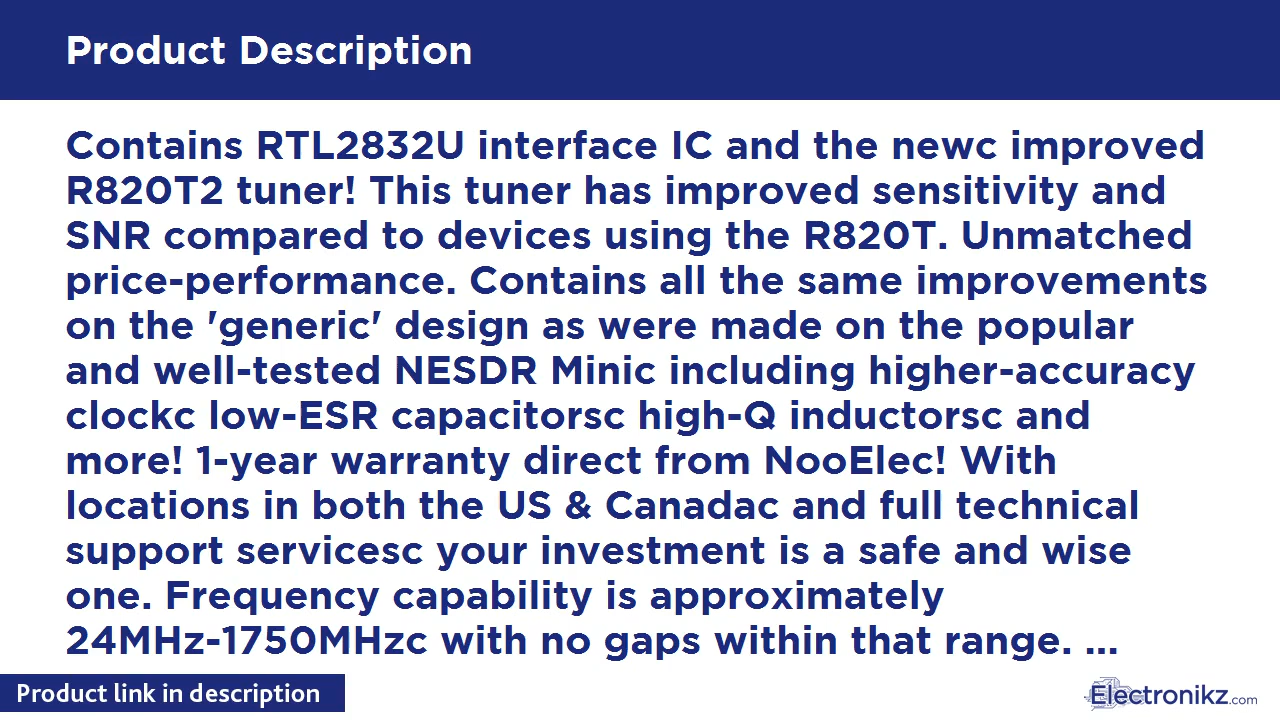 Product Description
Contains RTL2832U interface IC and the newc improved
R820T2 tuner! This tuner has improved sensitivity and
SNR compared to devices using the R820T. Unmatched
price-performance. Contains all the same improvements
on the 'generic' design as were made on the popular
and well-tested NESDR Minic including higher-accuracy
clockc low-ESR capacitorsc high-Q inductorsc and
more! 1-year warranty direct from NooElec! With
locations in both the US & Canadac and full technical
support servicesc your investment is a safe and wise
one. Frequency capability is approximately
24MHz-1750MHzc with no gaps within that range. ...
Product link in description
Electronikz.com